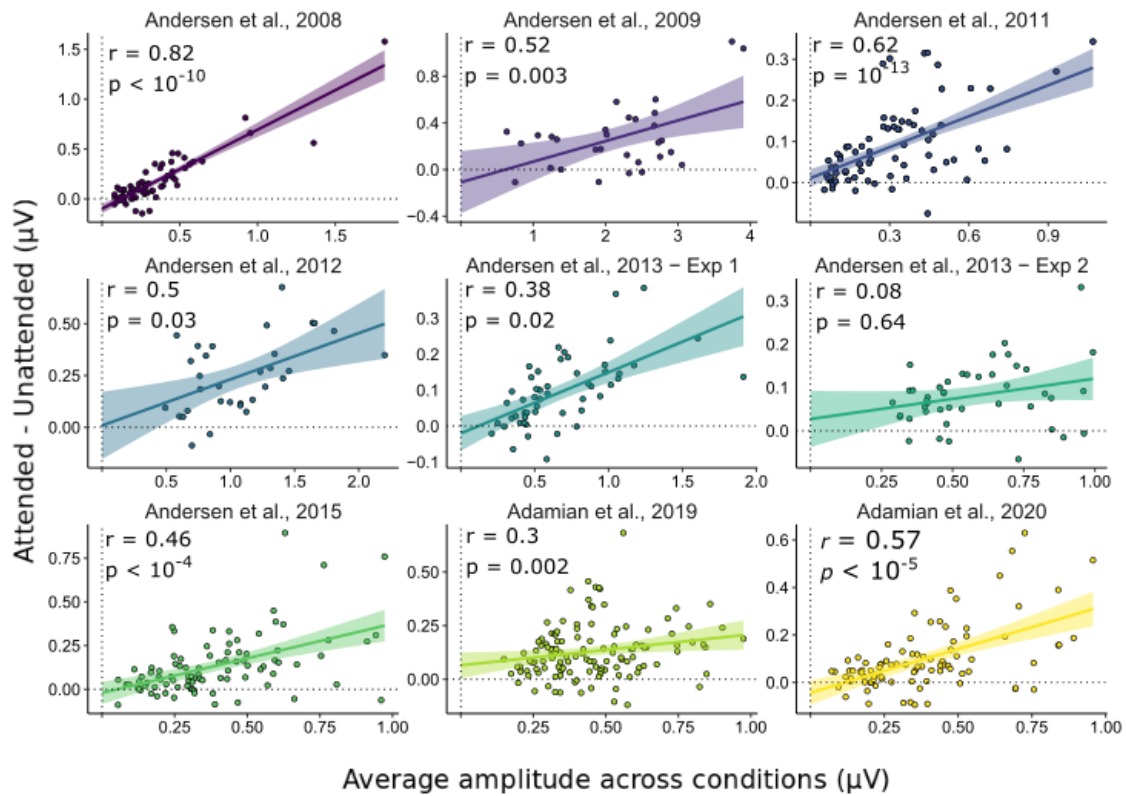 Andersen et al., 2008
r = 0.82
p < 10⁻¹⁰
1.5
1.0
0.5
0.0
0.5 1.0 1.5
Andersen et al., 2009
r = 0.52
p = 0.003
0.8
0.4
0.0
−0.4
1 2 3 4
Andersen et al., 2011
r = 0.62
p = 10⁻¹³
0.3
0.2
0.1
0.0
0.3 0.6 0.9
Andersen et al., 2012
r = 0.5
p = 0.03
0.50
0.25
0.00
0.5 1.0 1.5 2.0
Andersen et al., 2013 − Exp 1
r = 0.38
p = 0.02
0.3
0.2
0.1
0.0
−0.1
0.5 1.0 1.5 2.0
Andersen et al., 2013 − Exp 2
r = 0.08
p = 0.64
0.3
0.2
0.1
0.0
0.25 0.50 0.75 1.00
Andersen et al., 2015
r = 0.46
p < 10⁻⁴
0.75
0.50
0.25
0.00
0.25 0.50 0.75 1.00
Adamian et al., 2019
r = 0.3
p = 0.002
0.50
0.25
0.00
0.25 0.50 0.75 1.00
Adamian et al., 2020
r = 0.57
p < 10⁻⁵
0.6
0.4
0.2
0.0
0.25 0.50 0.75 1.00
Attended - Unattended (µV)
Average amplitude across conditions (µV)